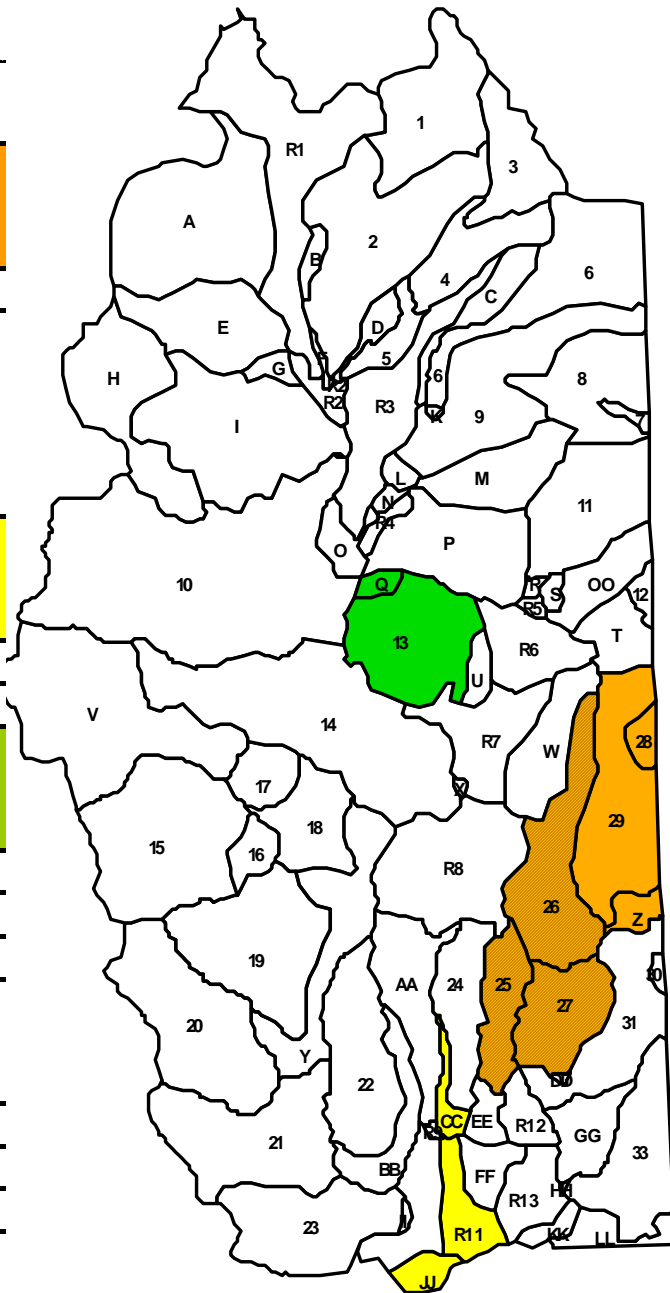 1
R1
3
A
2
B
6
4
C
E
D
5
F
G
H
8
6
R2
R3
9
K
I
L
M
N
11
R4
P
O
10
Q
P
S
OO
12
R5
T
13
R6
U
V
14
28
R7
W
17
X
29
18
15
16
R8
26
Z
19
30
AA
24
25
27
31
20
Y
22
DD
CC
EE
R12
GG
21
33
BB
FF
HH
R13
23
R11
KK
LL
JJ